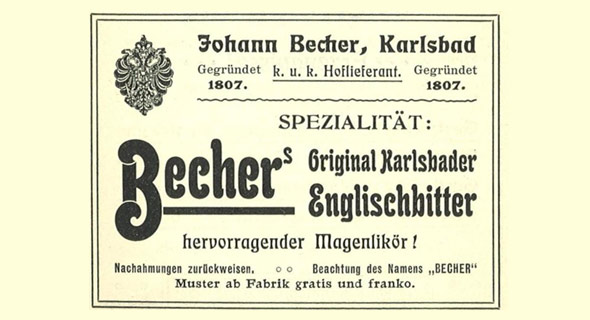 Johann Becher, Karlsbad
Gegründet k. u. k. Hoflieferant. Gegründet
1807. 1807.
SPEZIALITÄT:
Bechers Original Karlsbader
Englischbitter
hervorragender Magenlikör!
Nachahmungen zurückweisen. ○ ○ Beachtung des Namens „BECHER“
Muster ab Fabrik gratis und franko.